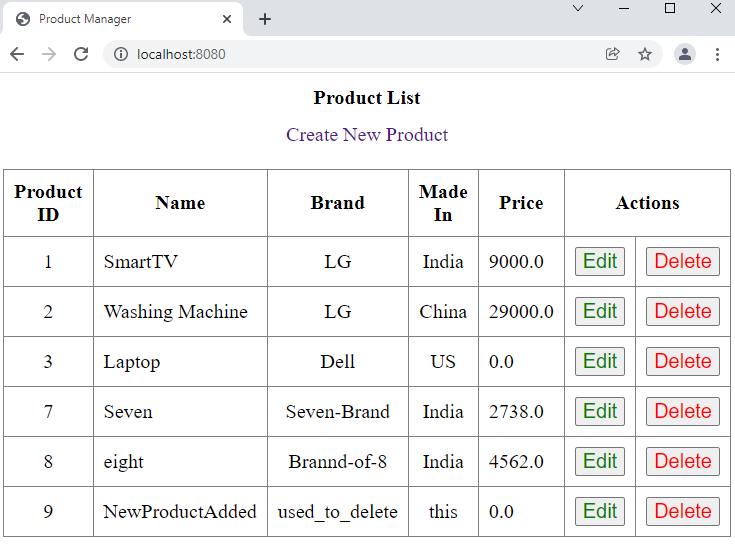 Product Manager
localhost:8080
Product List
Create New Product
Product ID Name Brand Made In Price Actions
1 SmartTV LG India 9000.0 Edit Delete
2 Washing Machine LG China 29000.0 Edit Delete
3 Laptop Dell US 0.0 Edit Delete
7 Seven Seven-Brand India 2738.0 Edit Delete
8 eight Brannd-of-8 India 4562.0 Edit Delete
9 NewProductAdded used_to_delete this 0.0 Edit Delete